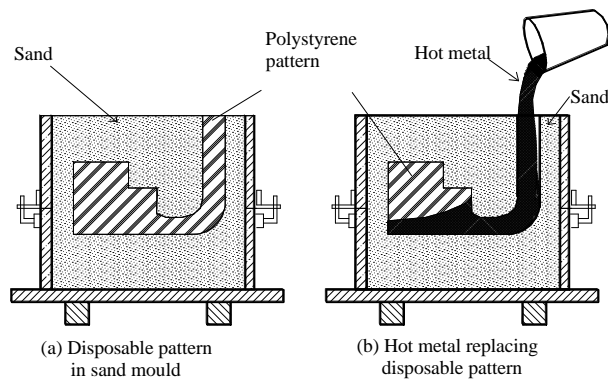 Sand
Polystyrene
pattern
Hot metal
Sand
(a) Disposable pattern
in sand mould
(b) Hot metal replacing
disposable pattern